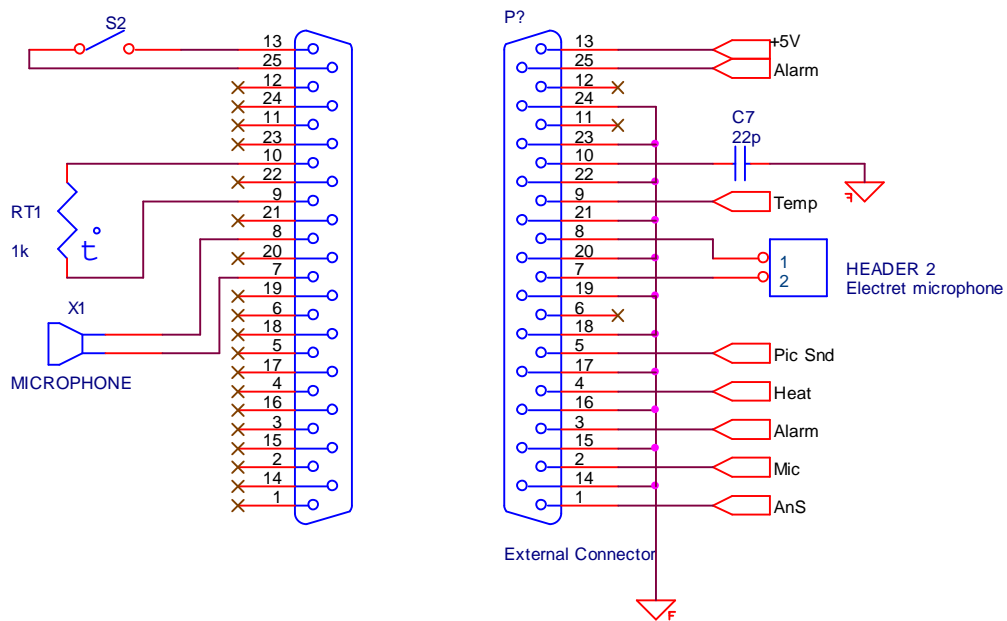 S2
13
25
12
24
11
23
10
22
9
21
8
20
7
19
6
18
5
17
4
16
3
15
2
14
1
RT1
1k
t°
X1
MICROPHONE
P?
13
25
12
24
11
23
10
22
9
21
8
20
7
19
6
18
5
17
4
16
3
15
2
14
1
External Connector
+5V
Alarm
C7
22p
F
Temp
1
2
HEADER 2
Electret microphone
Pic Snd
Heat
Alarm
Mic
AnS
F